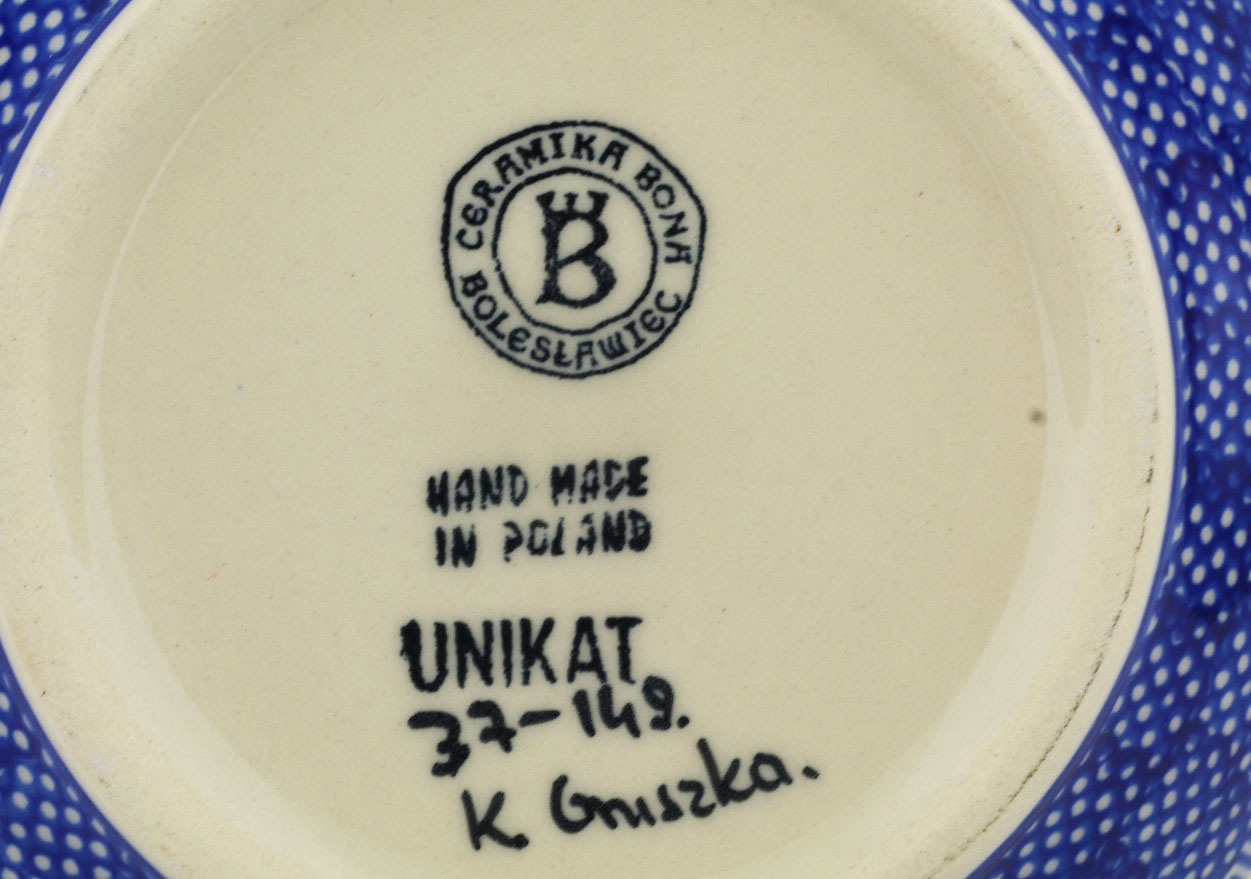 CERAMIKA BONA
B
BOLESŁAWIEC
HAND MADE
IN POLAND
UNIKAT
37-149.
K. Gruszka.